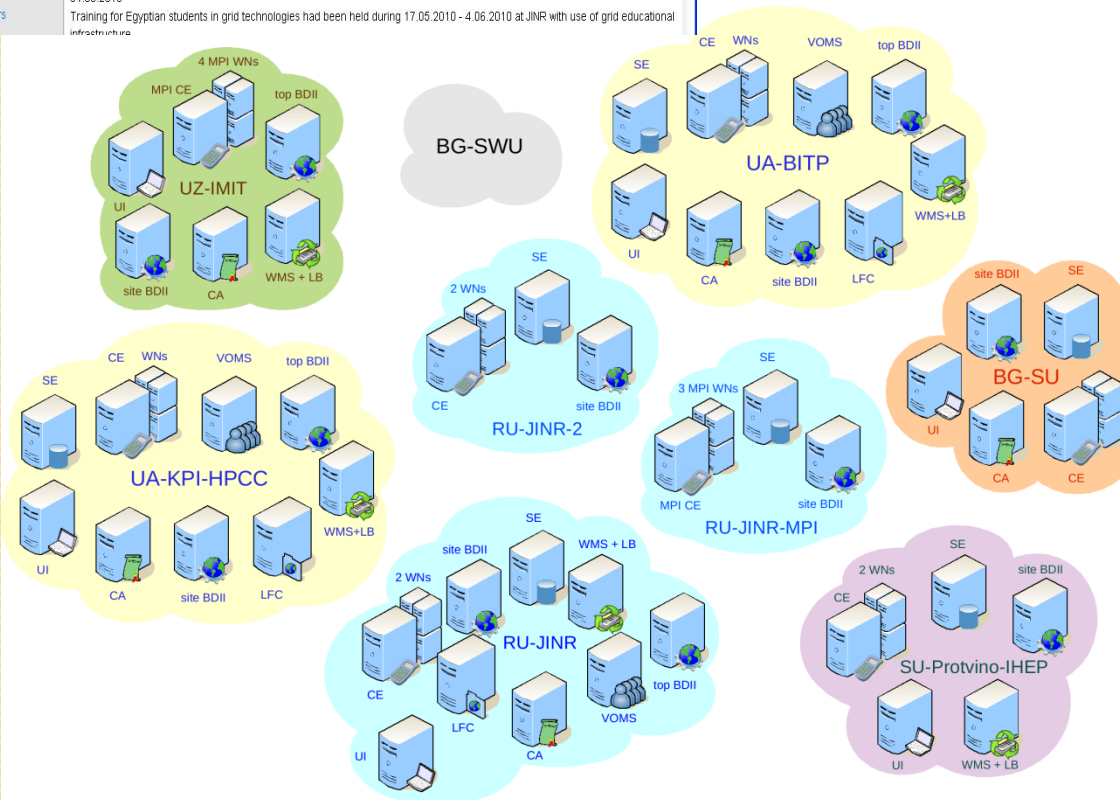 Training for Egyptian students in grid technologies had been held during 17.05.2010 - 4.06.2010 at JINR with use of grid educational
4 MPI WNs
MPI CE
top BDII
UZ-IMIT
UI
site BDII
CA
WMS + LB
BG-SWU
CE
WNs
VOMS
top BDII
SE
UA-BITP
WMS+LB
UI
CA
site BDII
LFC
SE
2 WNs
CE
site BDII
RU-JINR-2
site BDII
SE
BG-SU
UI
CA
CE
SE
3 MPI WNs
MPI CE
site BDII
RU-JINR-MPI
CE
WNs
VOMS
top BDII
SE
UA-KPI-HPCC
WMS+LB
UI
CA
site BDII
LFC
SE
site BDII
WMS + LB
2 WNs
RU-JINR
CE
LFC
VOMS
top BDII
CA
UI
SE
2 WNs
site BDII
CE
SU-Protvino-IHEP
UI
WMS + LB